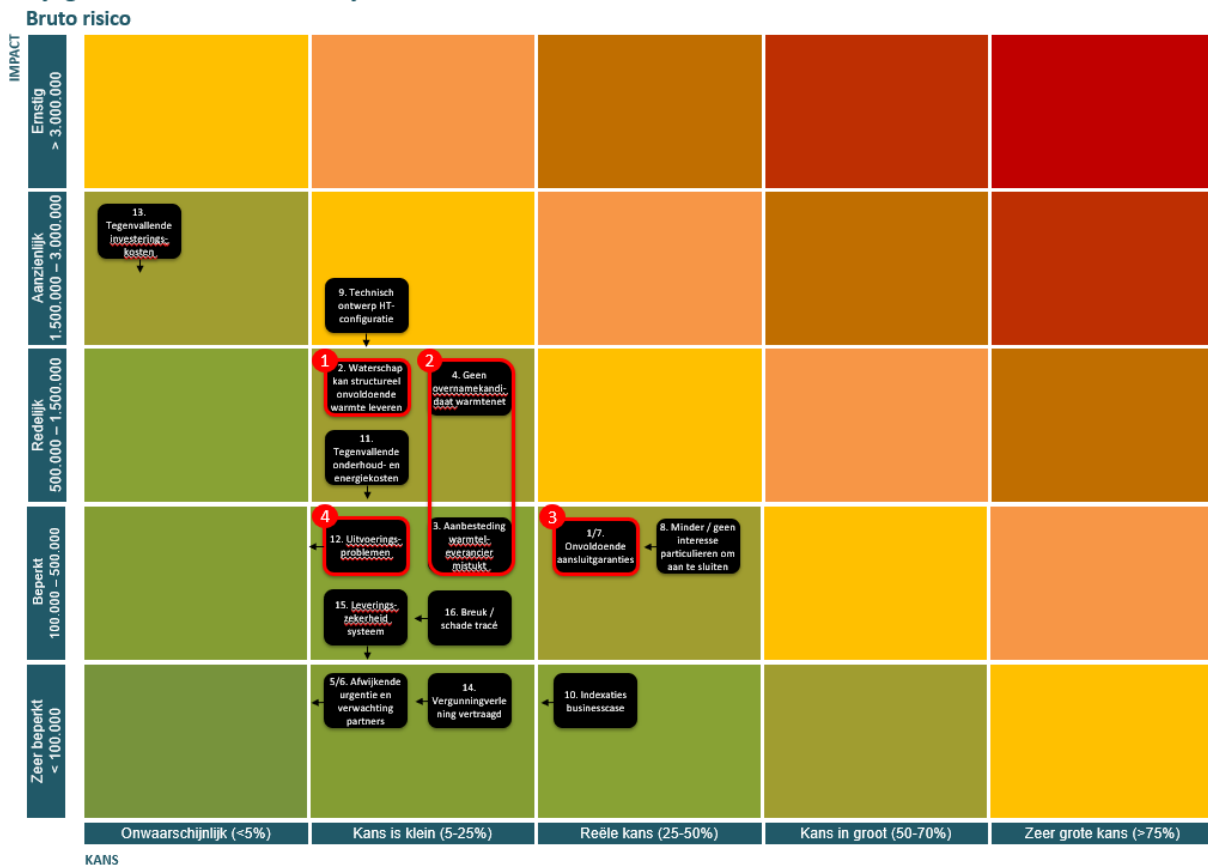 Bruto risico
IMPACT
Ernstig
> 3.000.000
Aanzienlijk
1.500.000 – 3.000.000
13.
Tegenvallende
investerings-
kosten
9. Technisch
ontwerp HT-
configuratie
Redelijk
500.000 – 1.500.000
1
2. Waterschap
kan structureel
onvoldoende
warmte leveren
2
4. Geen
overnamekandi-
daat warmtenet
11.
Tegenvallende
onderhoud- en
energiekosten
Beperkt
100.000 – 500.000
4
12. Uitvoerings-
problemen
3. Aanbesteding
warmtel-
everancier
mistukt
3
1/7.
Onvoldoende
aansluitgaranties
8. Minder / geen
interesse
particulieren om
aan te sluiten
15. Leverings-
zekerheid
systeem
16. Breuk /
schade tracé
Zeer beperkt
< 100.000
5/6. Afwijkende
urgentie en
verwachting
partners
14.
Vergunningverle
ning vertraagd
10. Indexaties
businesscase
Onwaarschijnlijk (<5%)
Kans is klein (5-25%)
Reële kans (25-50%)
Kans in groot (50-70%)
Zeer grote kans (>75%)
KANS